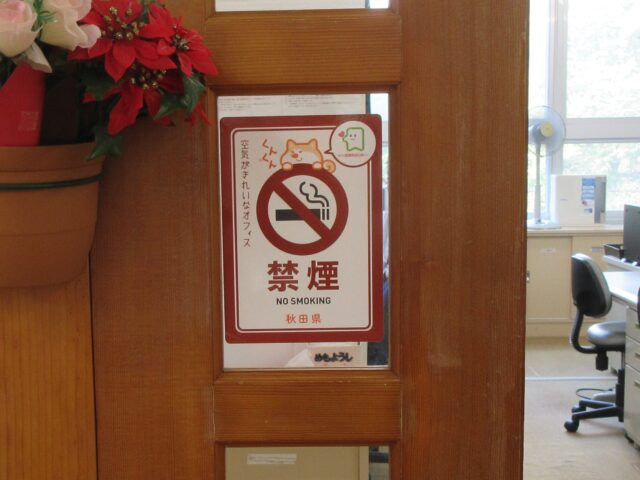 くんくん
空気がきれいなオフィス
禁煙
NO SMOKING
秋田県
めもようし